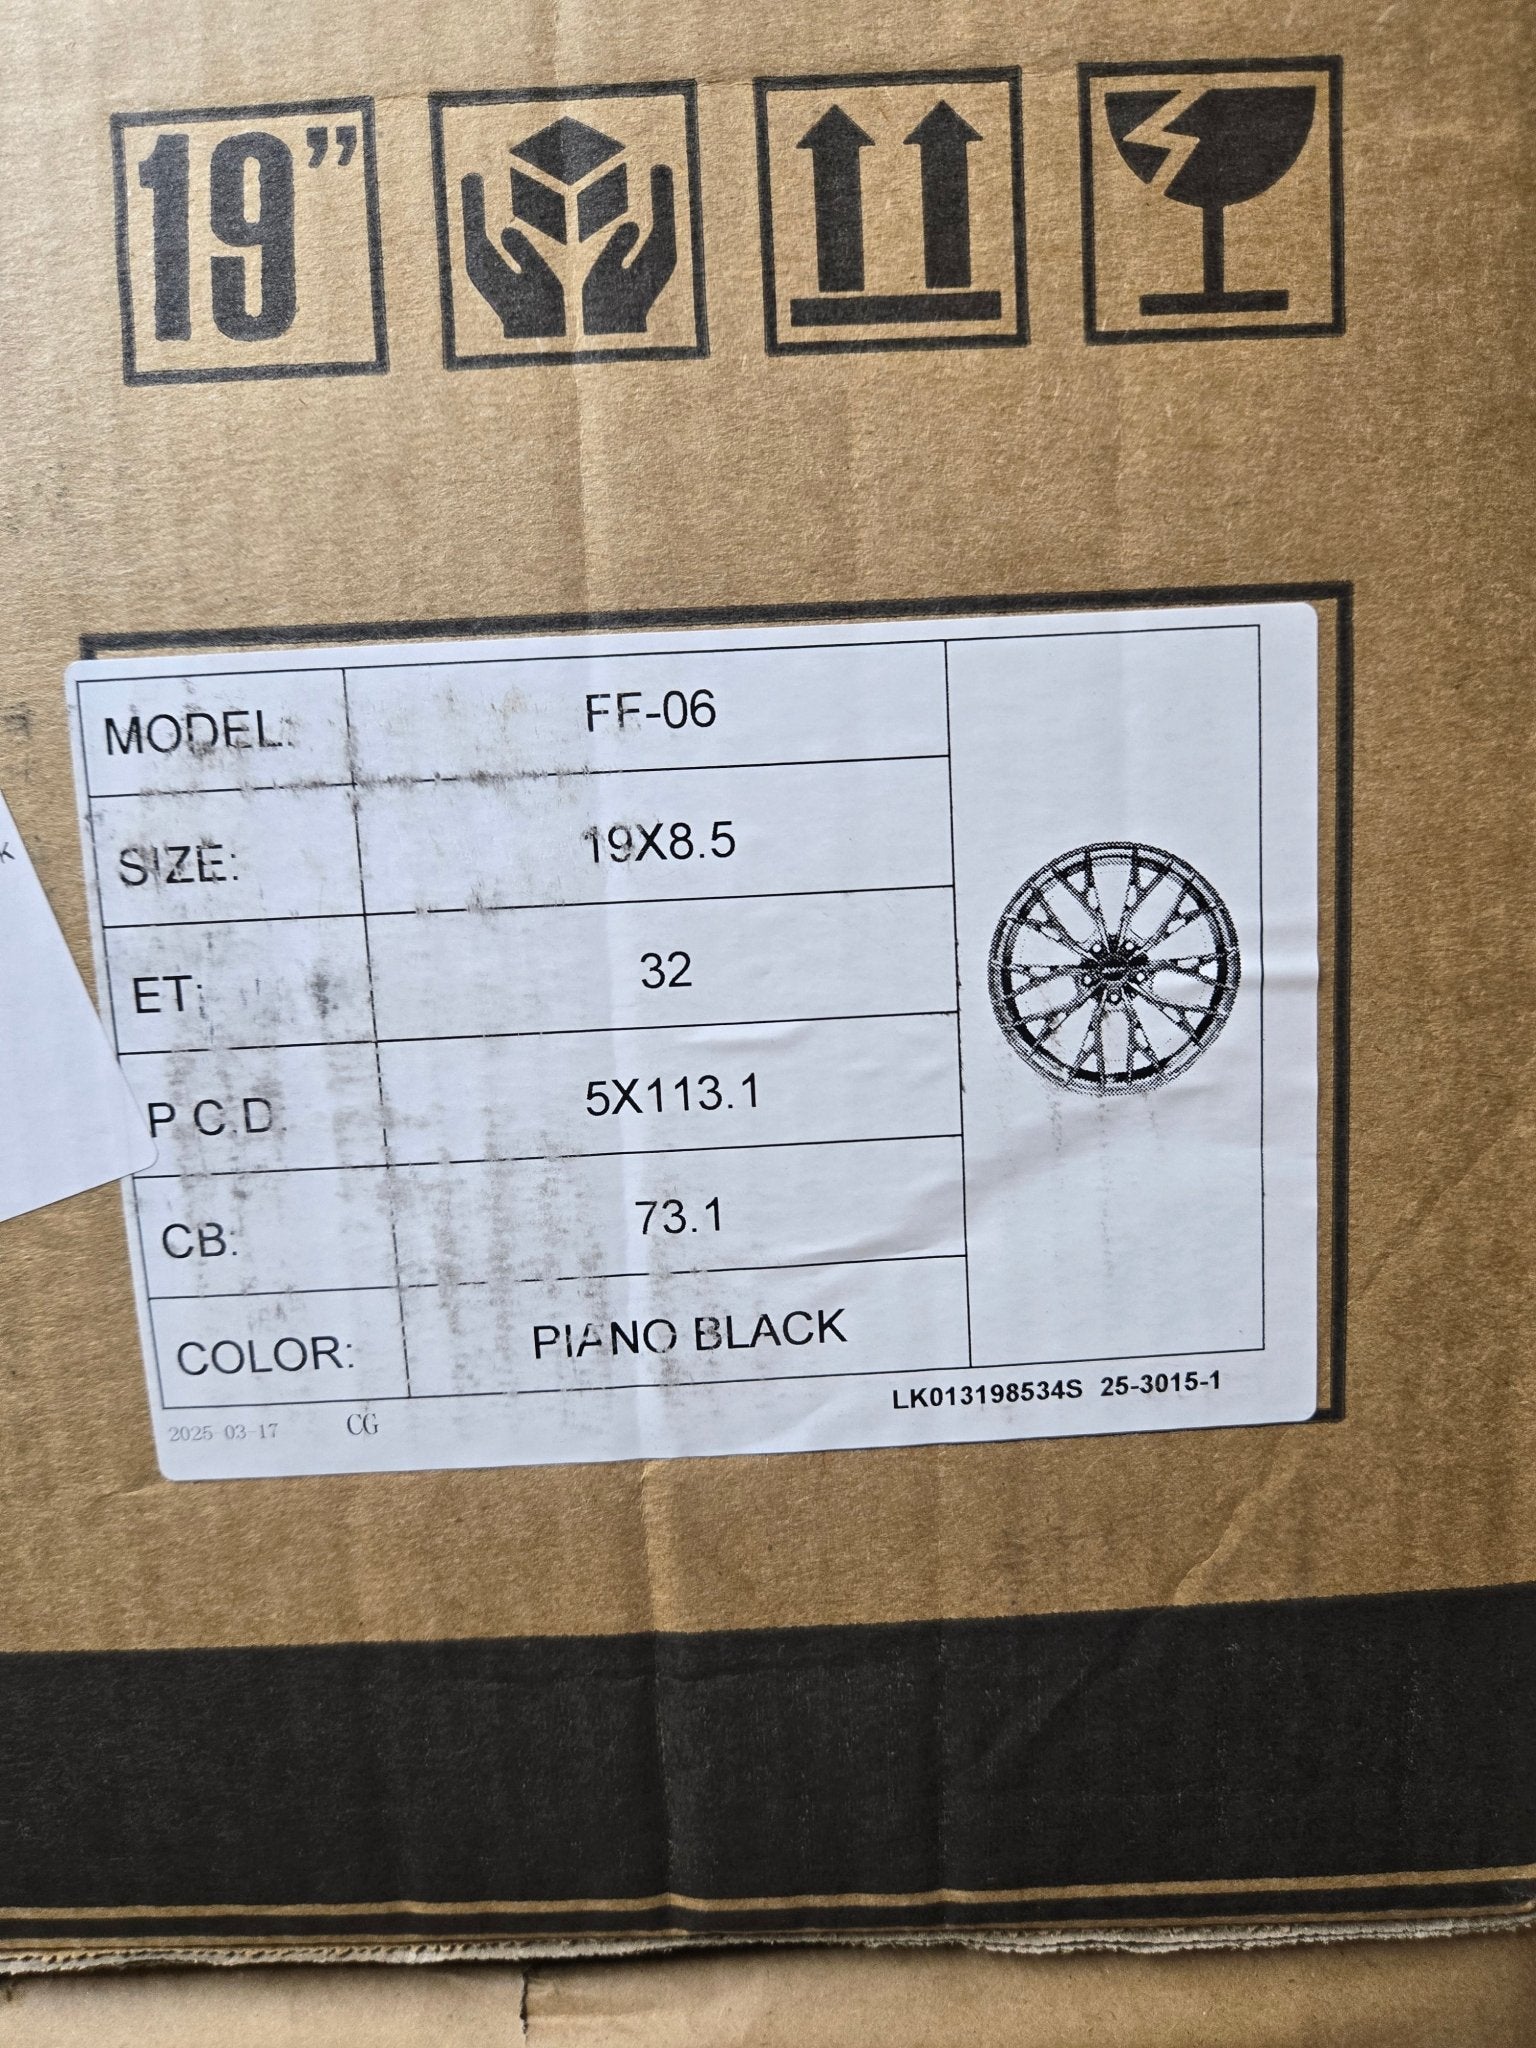 19”
MODEL: FF-06
SIZE: 19X8.5
ET: 32
P.C.D. 5X113.1
CB: 73.1
COLOR: PIANO BLACK
LK013198534S 25-3015-1
2025-03-17 CG
K